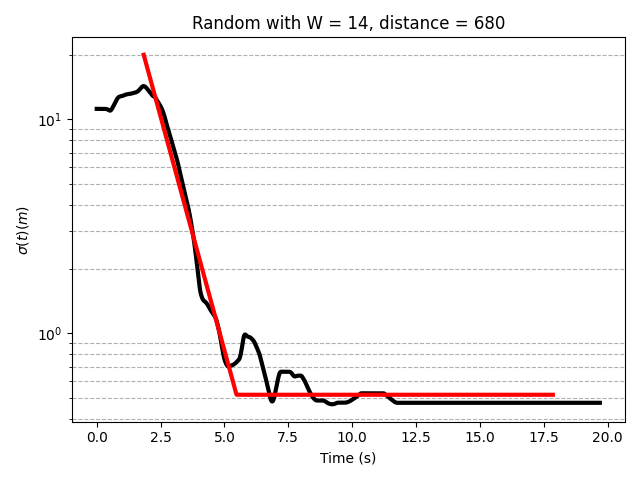 Random with W = 14, distance = 680
10¹
10⁰
σ(t)(m)
0.0 2.5 5.0 7.5 10.0 12.5 15.0 17.5 20.0
Time (s)